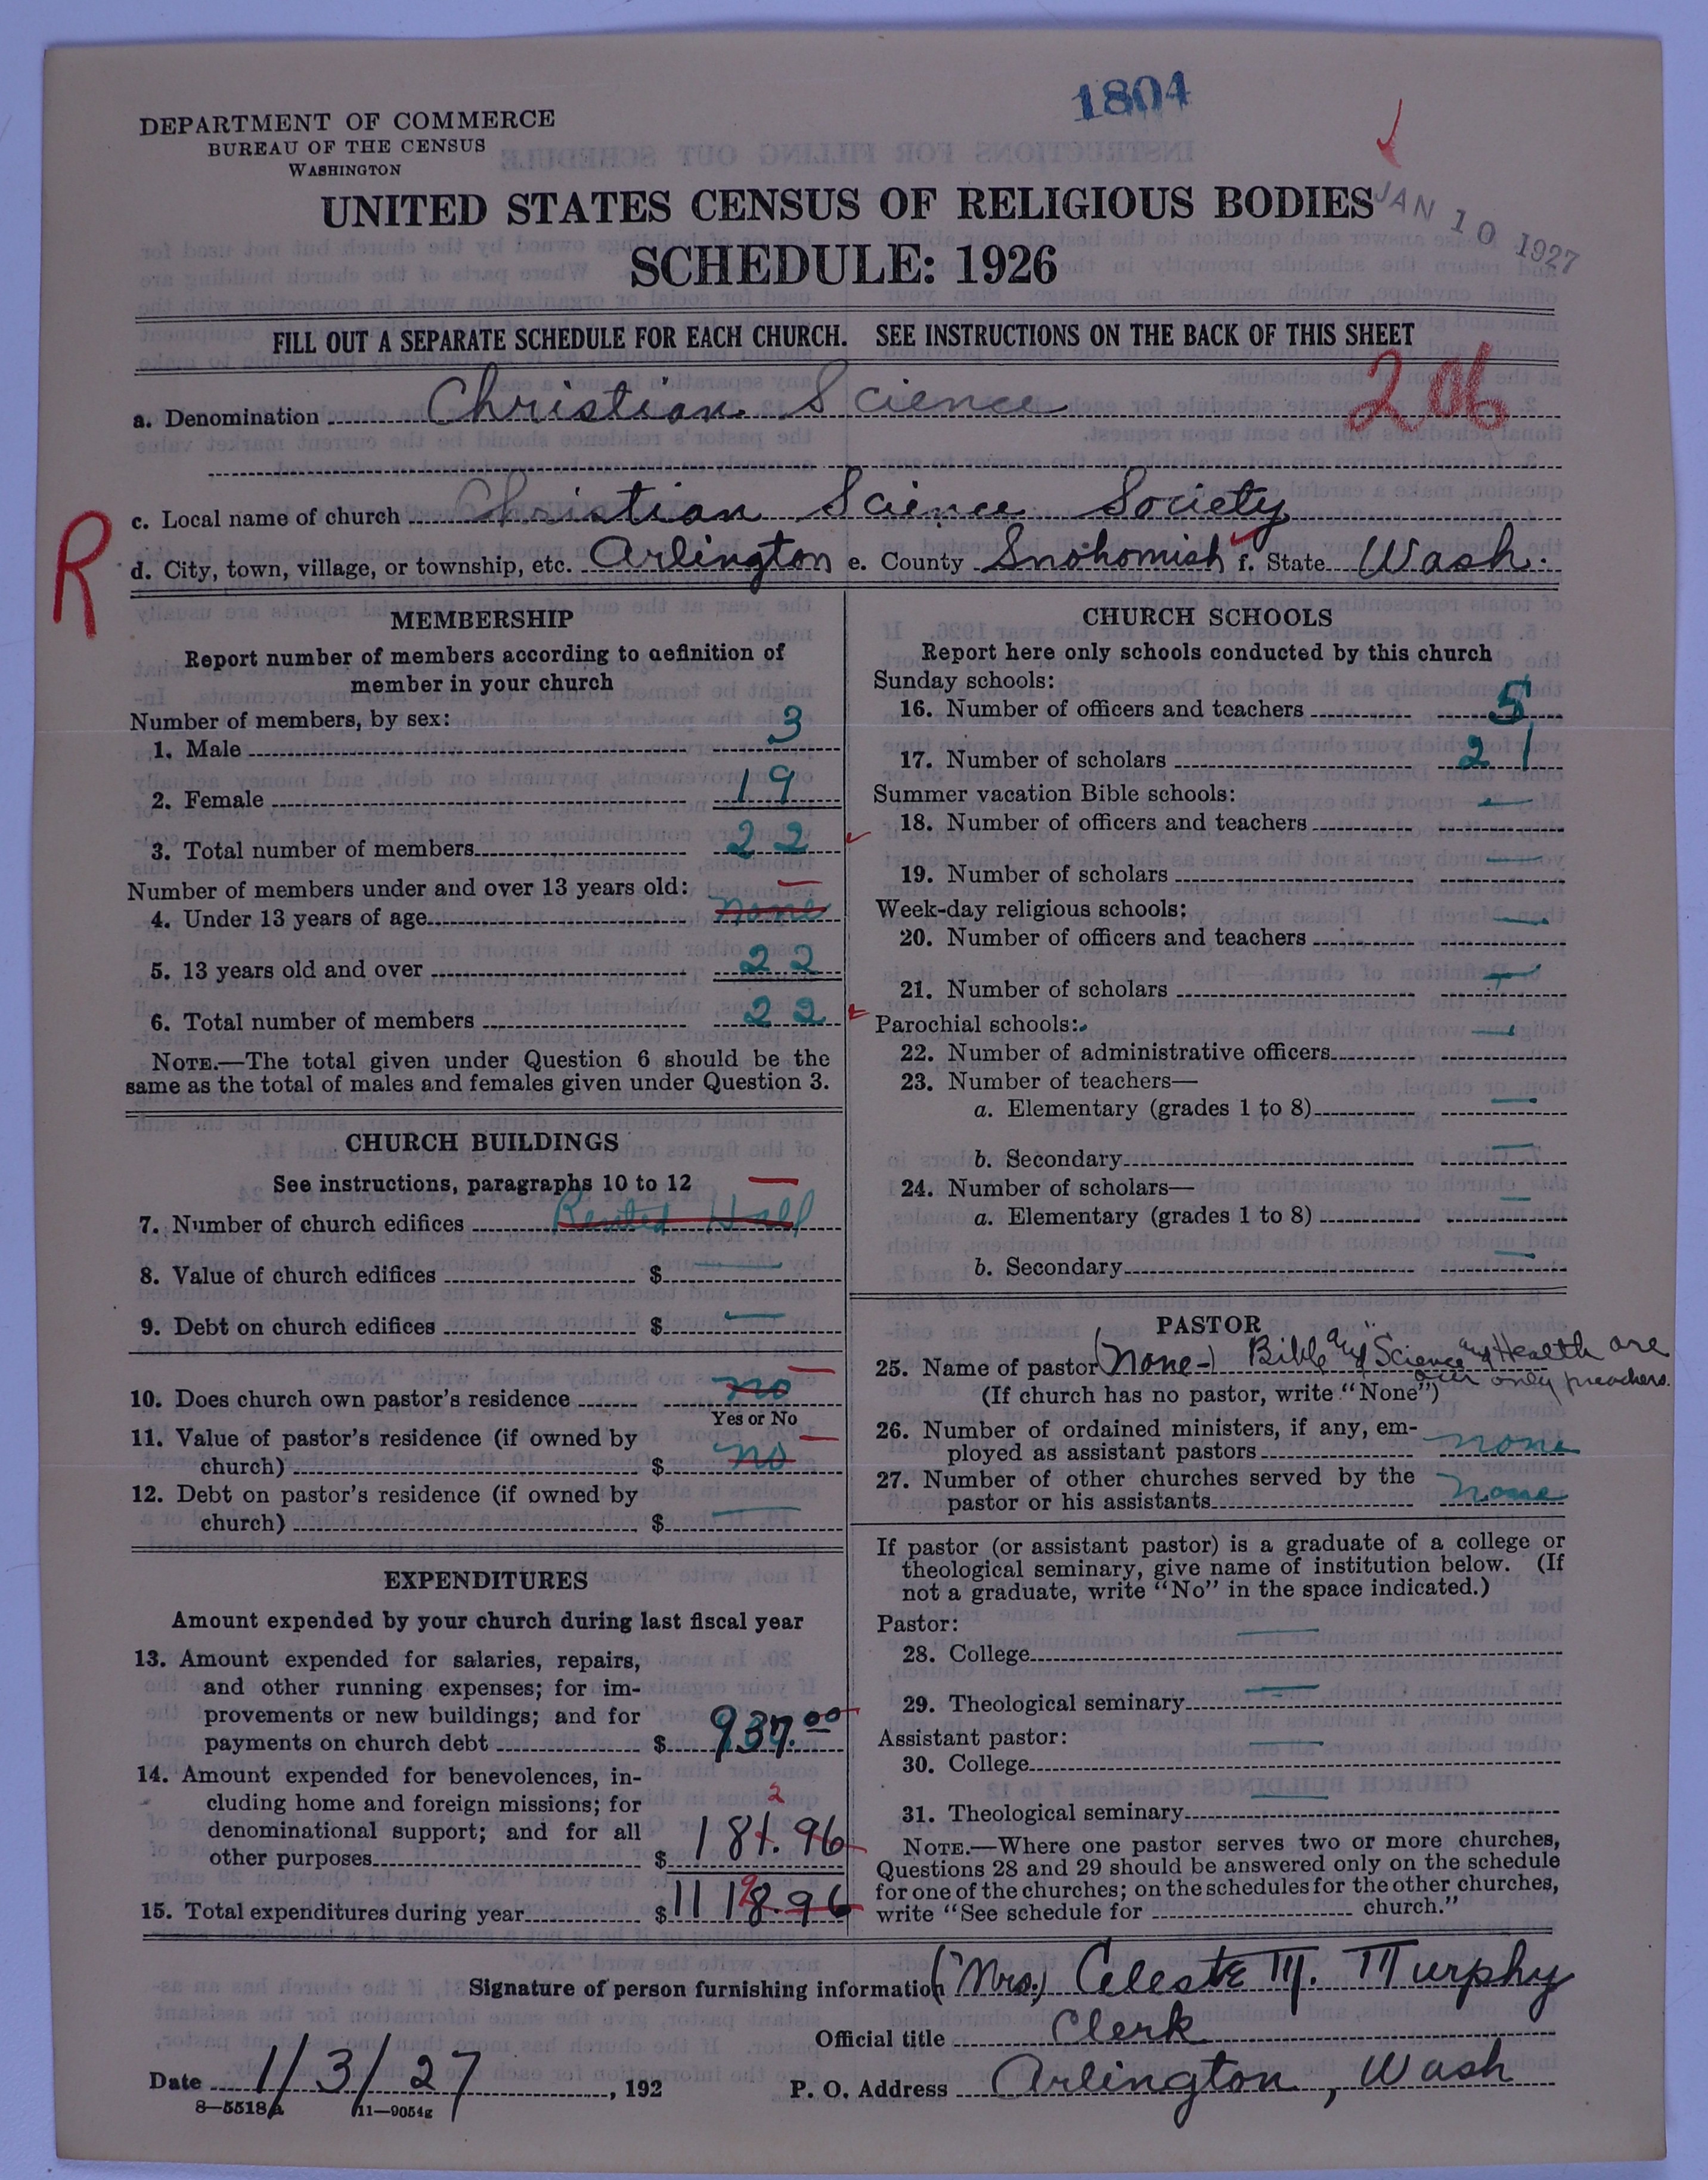 1804
DEPARTMENT OF COMMERCE
BUREAU OF THE CENSUS
WASHINGTON
UNITED STATES CENSUS OF RELIGIOUS BODIES
JAN 10 1927
SCHEDULE: 1926
FILL OUT A SEPARATE SCHEDULE FOR EACH CHURCH. SEE INSTRUCTIONS ON THE BACK OF THIS SHEET
206
a. Denomination Christian Science
c. Local name of church Christian Science Society
R
d. City, town, village, or township, etc. Arlington e. County Snohomish f. State Wash.
MEMBERSHIP
Report number of members according to definition of
member in your church
Number of members, by sex:
1. Male 3
2. Female 19
3. Total number of members 22
Number of members under and over 13 years old:
4. Under 13 years of age none
5. 13 years old and over 22
6. Total number of members 22
NOTE.—The total given under Question 6 should be the
same as the total of males and females given under Question 3.
CHURCH BUILDINGS
See instructions, paragraphs 10 to 12
7. Number of church edifices Rented Hall
8. Value of church edifices $ —
9. Debt on church edifices $ —
10. Does church own pastor's residence no
Yes or No
11. Value of pastor's residence (if owned by
church) $ no
12. Debt on pastor's residence (if owned by
church) $ —
EXPENDITURES
Amount expended by your church during last fiscal year
13. Amount expended for salaries, repairs,
and other running expenses; for im-
provements or new buildings; and for
payments on church debt $ 937.00
14. Amount expended for benevolences, in-
cluding home and foreign missions; for
2
denominational support; and for all
other purposes $ 181.96
9
15. Total expenditures during year $ 1118.96
CHURCH SCHOOLS
Report here only schools conducted by this church
Sunday schools:
16. Number of officers and teachers 5
17. Number of scholars 21
Summer vacation Bible schools:
18. Number of officers and teachers —
19. Number of scholars —
Week-day religious schools:
20. Number of officers and teachers —
21. Number of scholars —
Parochial schools:
22. Number of administrative officers —
23. Number of teachers—
a. Elementary (grades 1 to 8) —
b. Secondary —
24. Number of scholars—
a. Elementary (grades 1 to 8) —
b. Secondary —
PASTOR
25. Name of pastor (none-) Bible and "Science and Health are
our only preachers.
(If church has no pastor, write "None")
26. Number of ordained ministers, if any, em-
ployed as assistant pastors none
27. Number of other churches served by the
pastor or his assistants none
If pastor (or assistant pastor) is a graduate of a college or
theological seminary, give name of institution below. (If
not a graduate, write "No" in the space indicated.)
Pastor:
28. College —
29. Theological seminary —
Assistant pastor:
30. College —
31. Theological seminary —
NOTE.—Where one pastor serves two or more churches,
Questions 28 and 29 should be answered only on the schedule
for one of the churches; on the schedules for the other churches,
write "See schedule for church."
Signature of person furnishing information (Mrs.) Celeste M. Murphy
Official title Clerk
Date 1/3/27, 192
P. O. Address Arlington, Wash
8—5518a 11—9054g